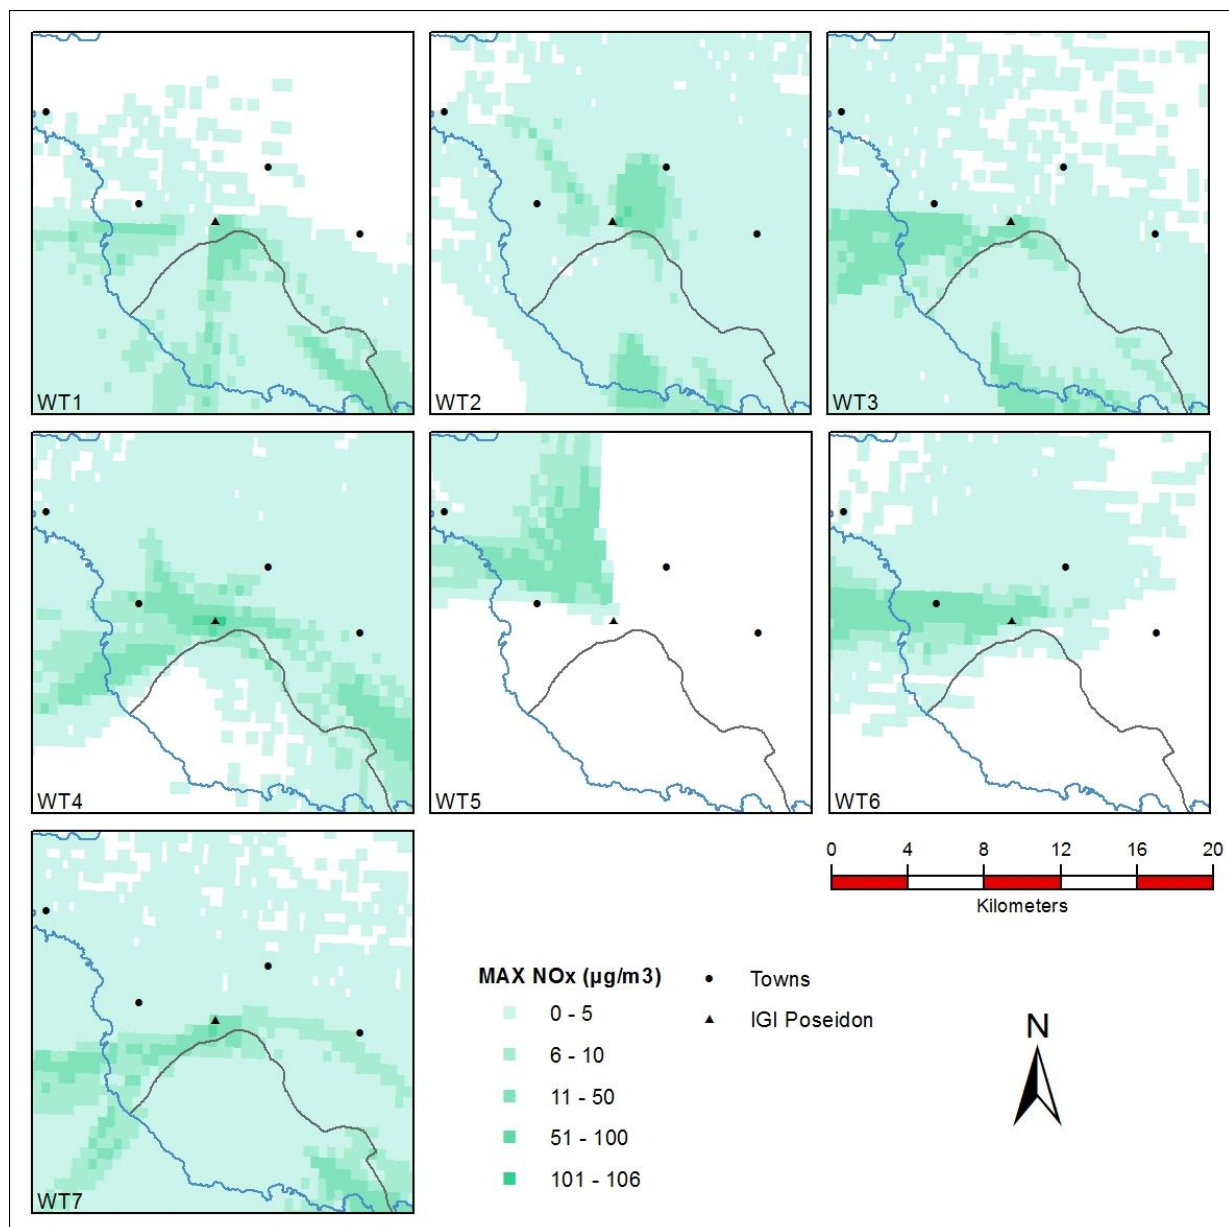 WT1
WT2
WT3
WT4
WT5
WT6
0 4 8 12 16 20
Kilometers
WT7
MAX NOx (µg/m3)
0 - 5
6 - 10
11 - 50
51 - 100
101 - 106
Towns
IGI Poseidon
N